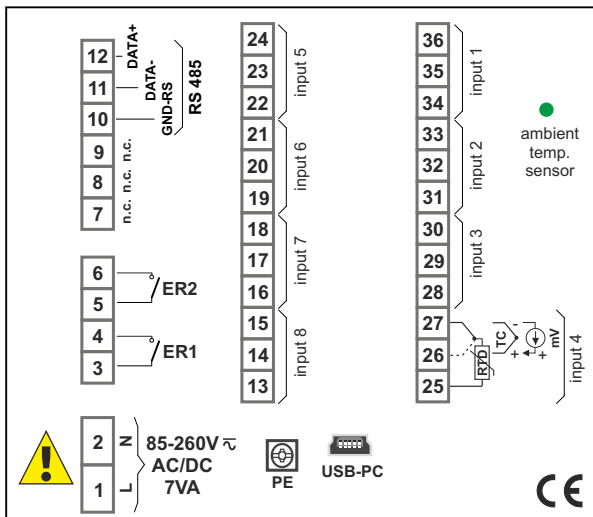 12
11
10
9
8
7
DATA+
DATA-
GND-RS
RS 485
n.c.
n.c.
n.c.
6
5
4
3
ER2
ER1
2
1
N
L
85-260V
AC/DC
7VA
PE
USB-PC
24
23
22
21
20
19
18
17
16
15
14
13
input 5
input 6
input 7
input 8
36
35
34
33
32
31
30
29
28
27
26
25
input 1
input 2
input 3
input 4
RTD
TC
-
+
+
mV
ambient
temp.
sensor
CE